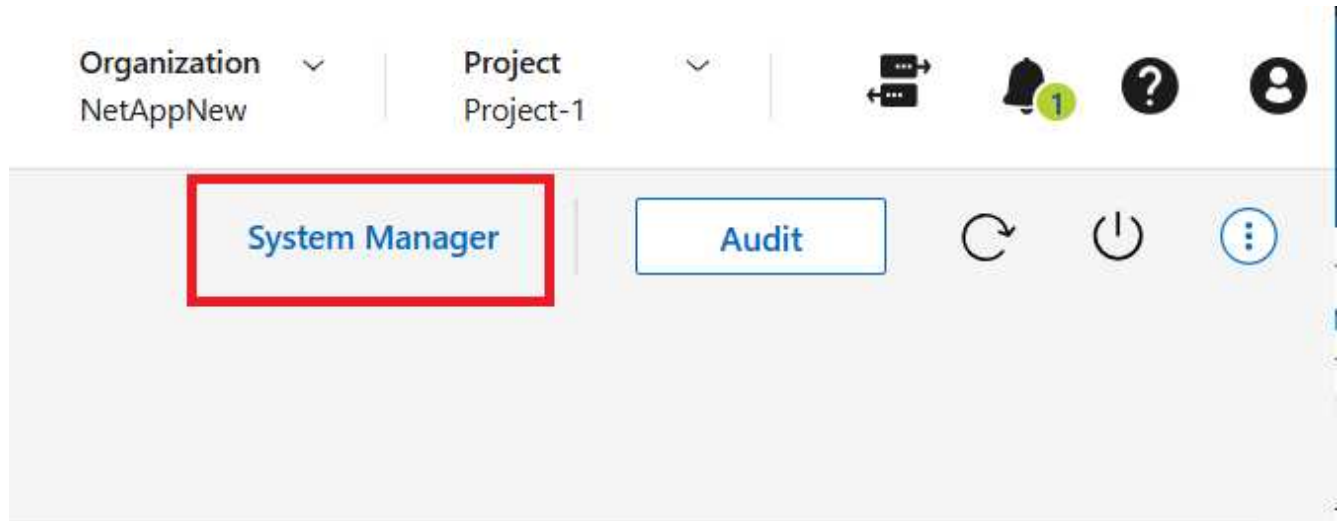 Organization
Project
NetAppNew
Project-1
1
?
System Manager
Audit